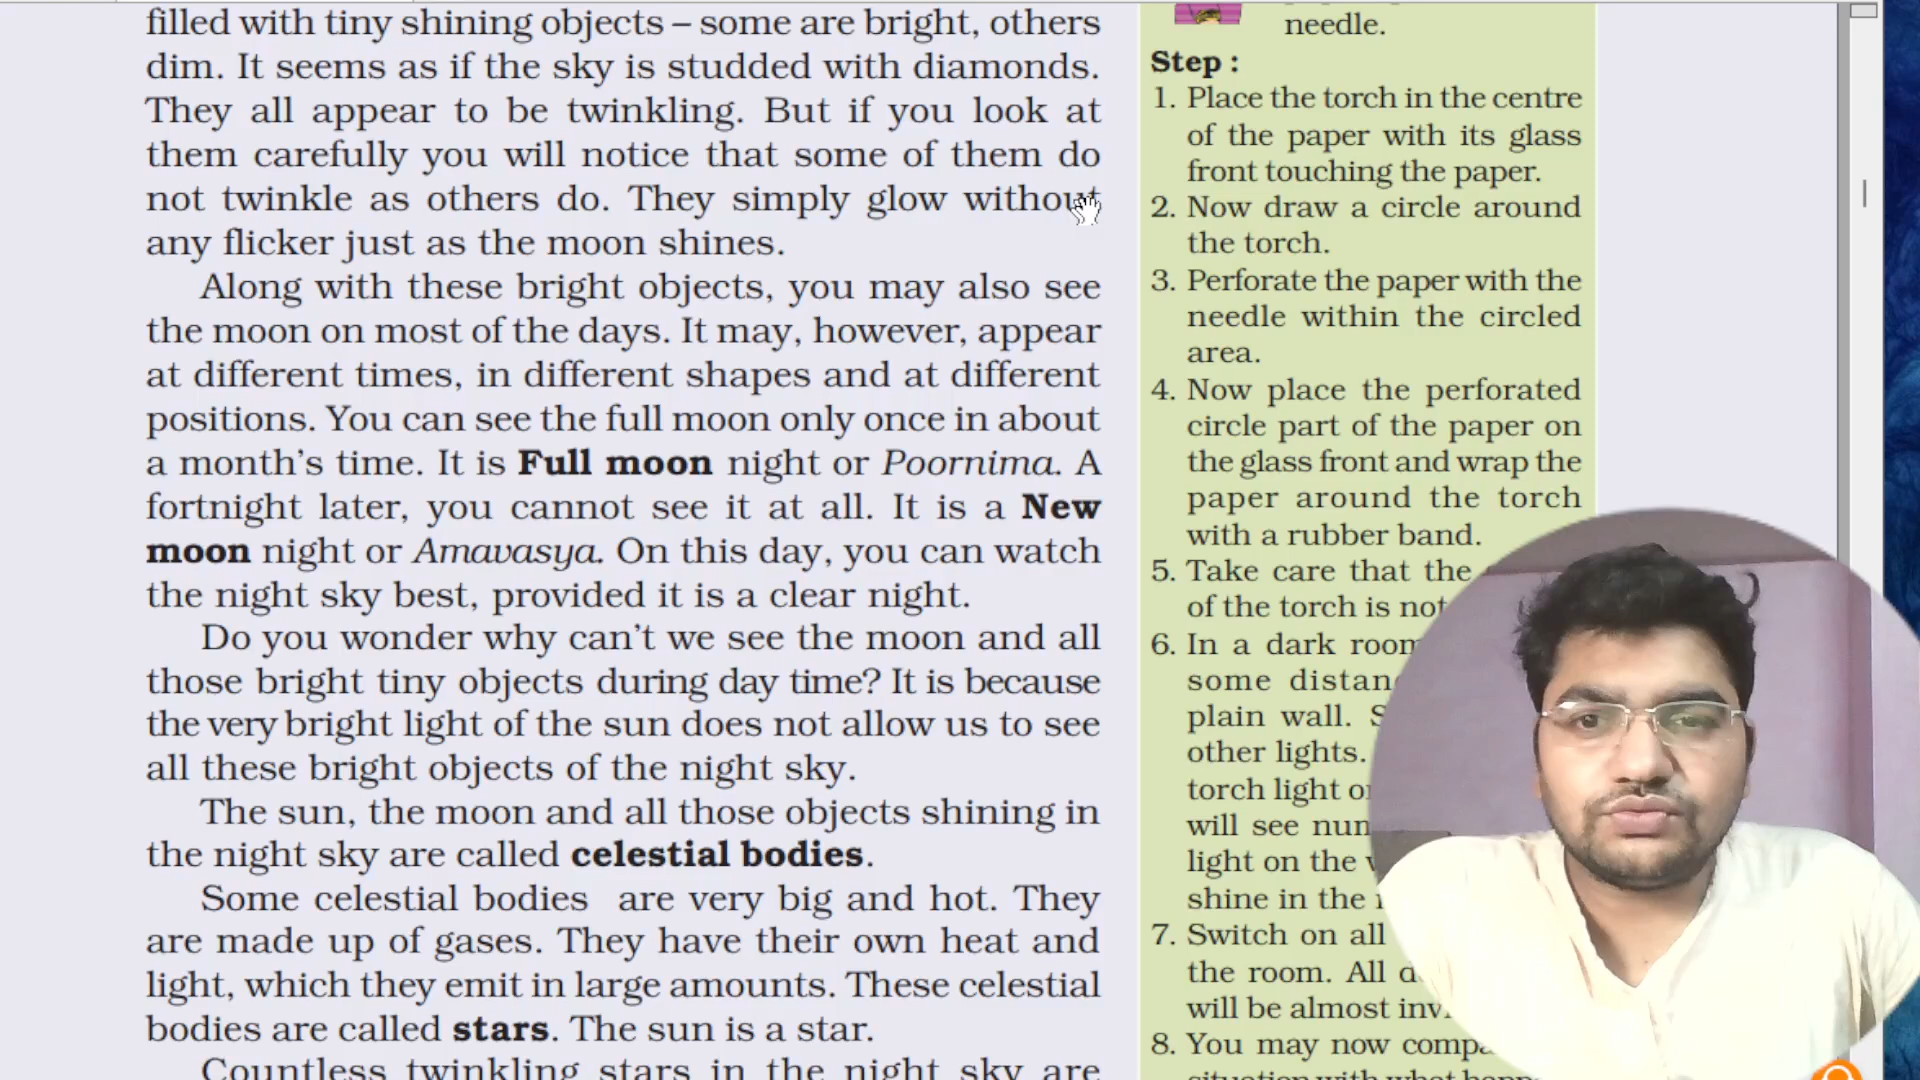 filled with tiny shining objects – some are bright, others
dim. It seems as if the sky is studded with diamonds.
They all appear to be twinkling. But if you look at
them carefully you will notice that some of them do
not twinkle as others do. They simply glow without
any flicker just as the moon shines.
Along with these bright objects, you may also see
the moon on most of the days. It may, however, appear
at different times, in different shapes and at different
positions. You can see the full moon only once in about
a month's time. It is Full moon night or Poornima. A
fortnight later, you cannot see it at all. It is a New
moon night or Amavasya. On this day, you can watch
the night sky best, provided it is a clear night.
Do you wonder why can't we see the moon and all
those bright tiny objects during day time? It is because
the very bright light of the sun does not allow us to see
all these bright objects of the night sky.
The sun, the moon and all those objects shining in
the night sky are called celestial bodies.
Some celestial bodies are very big and hot. They
are made up of gases. They have their own heat and
light, which they emit in large amounts. These celestial
bodies are called stars. The sun is a star.
Countless twinkling stars in the night sky are
needle.
Step :
1. Place the torch in the centre
of the paper with its glass
front touching the paper.
2. Now draw a circle around
the torch.
3. Perforate the paper with the
needle within the circled
area.
4. Now place the perforated
circle part of the paper on
the glass front and wrap the
paper around the torch
with a rubber band.
5. Take care that the
of the torch is not
6. In a dark room
some
plain wall.
other lights.
torch light
will see
light on the
shine in the
7. Switch on all
the room. All
will be almost
8. You may now
situation with what